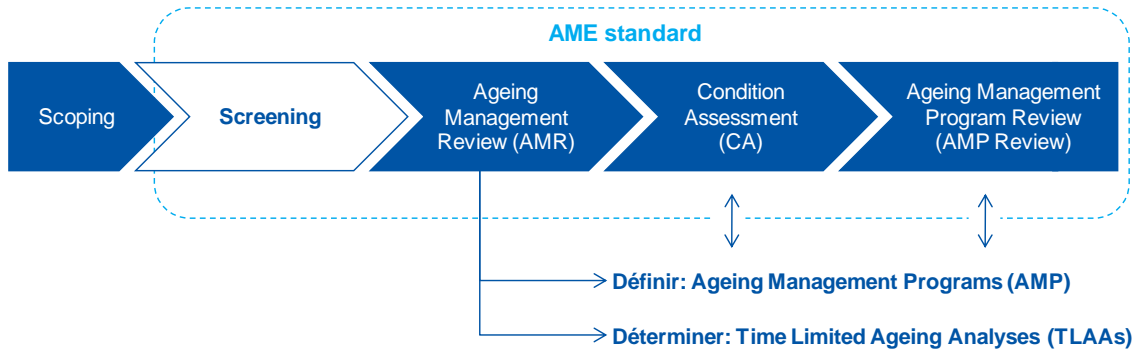 AME standard
Scoping
Screening
Ageing
Management
Review (AMR)
Condition
Assessment
(CA)
Ageing Management
Program Review
(AMP Review)
Définir: Ageing Management Programs (AMP)
Déterminer: Time Limited Ageing Analyses (TLAAs)